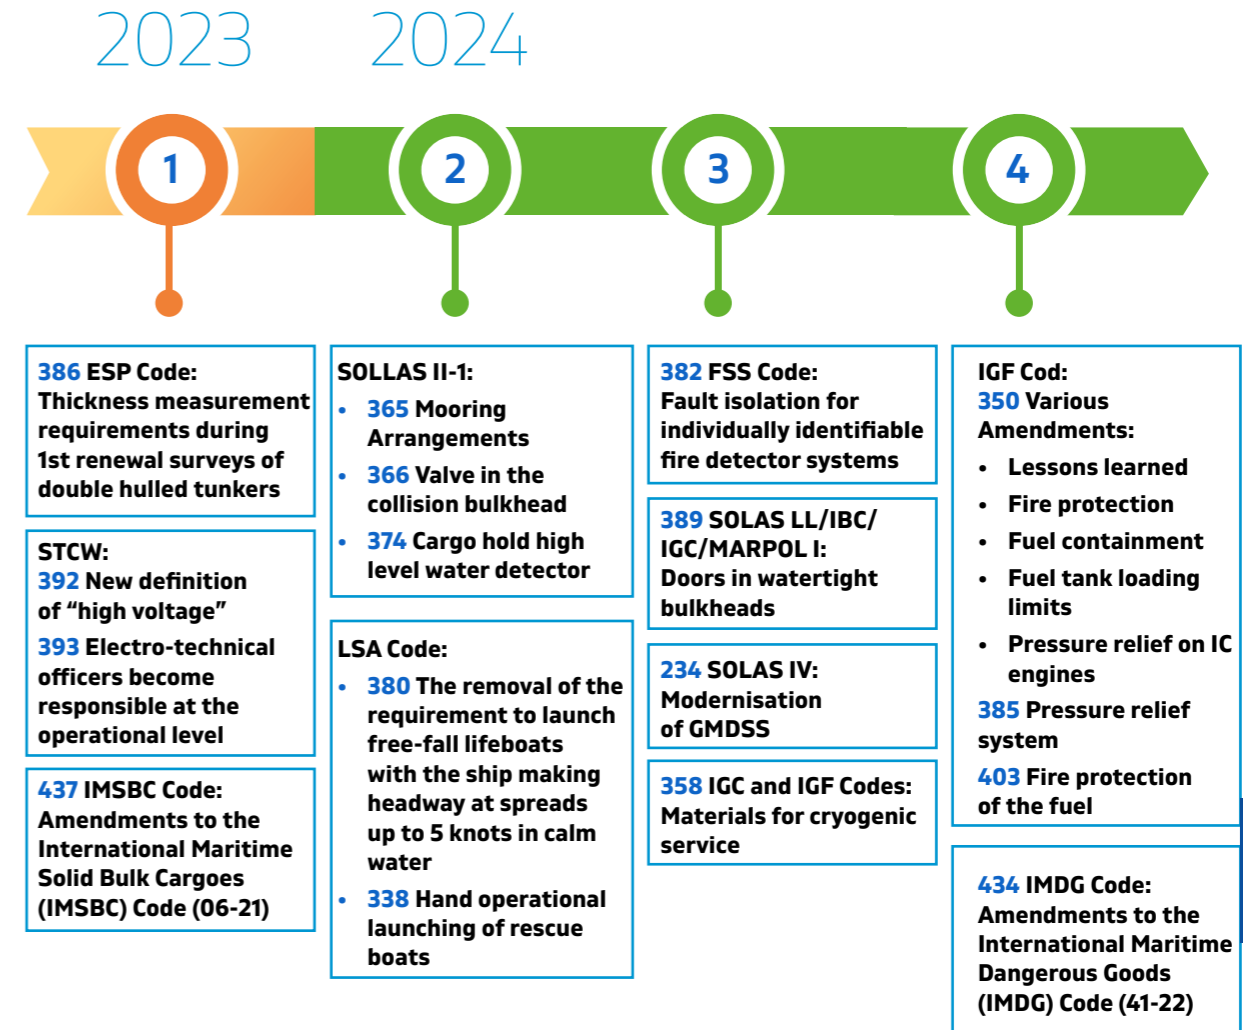 2023
2024
1
2
3
4
386 ESP Code:
Thickness measurement
requirements during
1st renewal surveys of
double hulled tunkers
STCW:
392 New definition
of “high voltage”
393 Electro-technical
officers become
responsible at the
operational level
437 IMSBC Code:
Amendments to the
International Maritime
Solid Bulk Cargoes
(IMSBC) Code (06-21)
SOLLAS II-1:
• 365 Mooring
Arrangements
• 366 Valve in the
collision bulkhead
• 374 Cargo hold high
level water detector
LSA Code:
• 380 The removal of the
requirement to launch
free-fall lifeboats
with the ship making
headway at spreads
up to 5 knots in calm
water
• 338 Hand operational
launching of rescue
boats
382 FSS Code:
Fault isolation for
individually identifiable
fire detector systems
389 SOLAS LL/IBC/
IGC/MARPOL I:
Doors in watertight
bulkheads
234 SOLAS IV:
Modernisation
of GMDSS
358 IGC and IGF Codes:
Materials for cryogenic
service
IGF Cod:
350 Various
Amendments:
• Lessons learned
• Fire protection
• Fuel containment
• Fuel tank loading
limits
• Pressure relief on IC
engines
385 Pressure relief
system
403 Fire protection
of the fuel
434 IMDG Code:
Amendments to the
International Maritime
Dangerous Goods
(IMDG) Code (41-22)